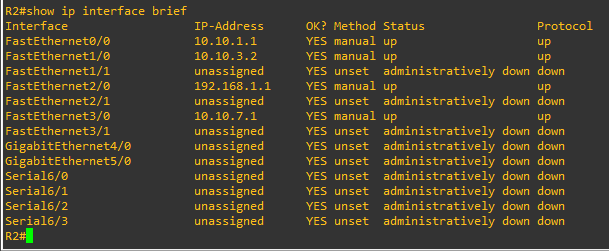 R2#show ip interface brief
Interface IP-Address OK? Method Status Protocol
FastEthernet0/0 10.10.1.1 YES manual up up
FastEthernet1/0 10.10.3.2 YES manual up up
FastEthernet1/1 unassigned YES unset administratively down down
FastEthernet2/0 192.168.1.1 YES manual up up
FastEthernet2/1 unassigned YES unset administratively down down
FastEthernet3/0 10.10.7.1 YES manual up up
FastEthernet3/1 unassigned YES unset administratively down down
GigabitEthernet4/0 unassigned YES unset administratively down down
GigabitEthernet5/0 unassigned YES unset administratively down down
Serial6/0 unassigned YES unset administratively down down
Serial6/1 unassigned YES unset administratively down down
Serial6/2 unassigned YES unset administratively down down
Serial6/3 unassigned YES unset administratively down down
R2#